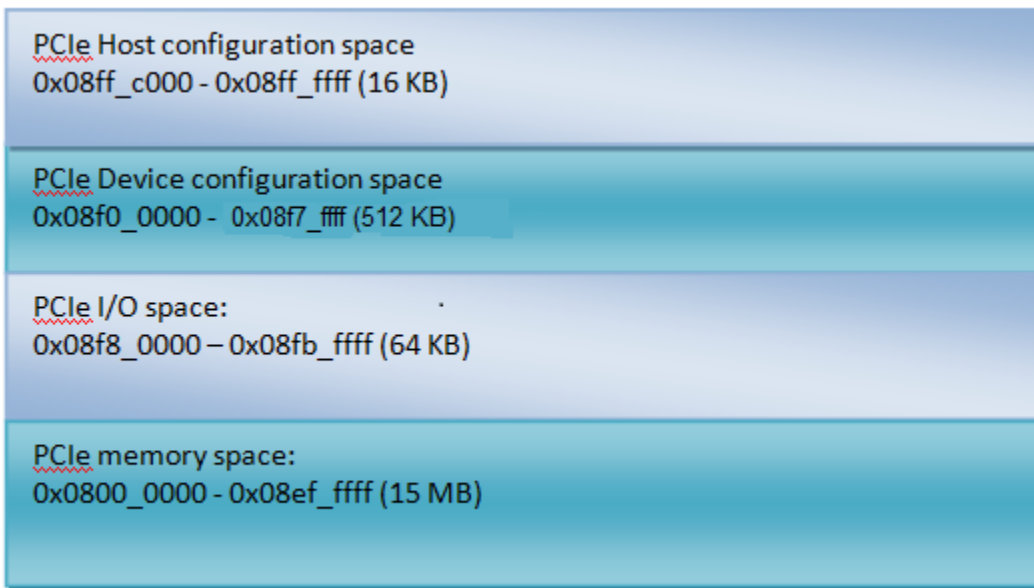 PCIe Host configuration space
0x08ff_c000 - 0x08ff_ffff (16 KB)
PCIe Device configuration space
0x08f0_0000 - 0x08f7_ffff (512 KB)
PCIe I/O space:
0x08f8_0000 – 0x08fb_ffff (64 KB)
PCIe memory space:
0x0800_0000 - 0x08ef_ffff (15 MB)